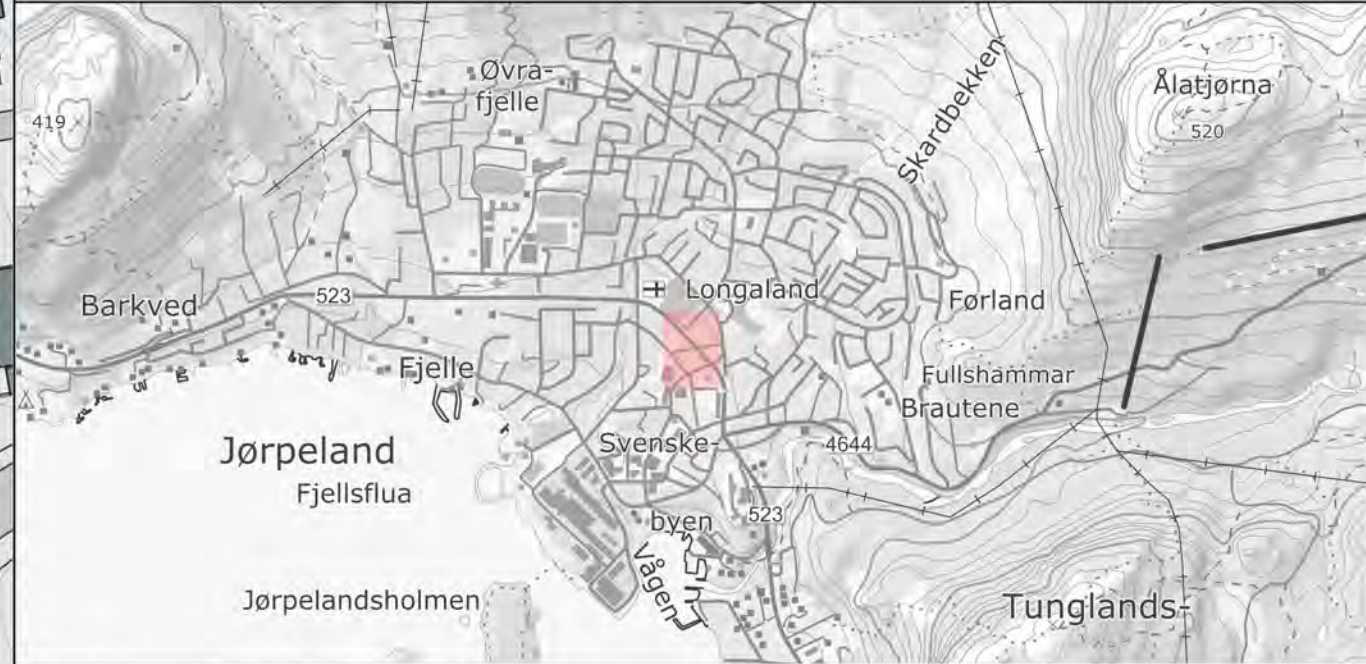 Øvra-
fjelle
Skardbekken
Ålatjørna
520
419
Barkved
523
Longaland
Førland
Fjelle
Fullshammar
Brautene
Jørpeland
Svenske-
4644
Fjellsflua
byen
523
Vågen
Jørpelandsholmen
Tunglands-